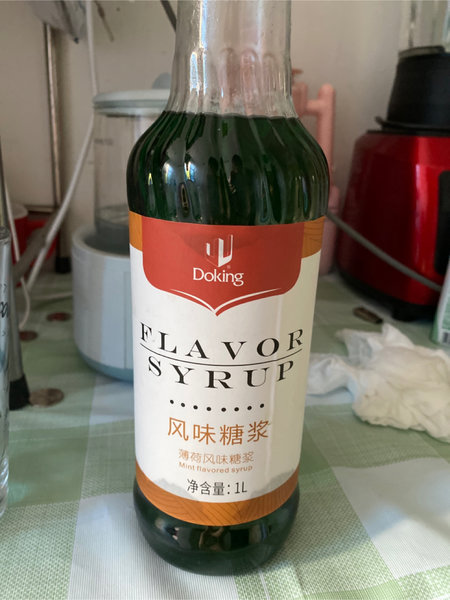 Doking
FLAVOR
SYRUP
风味糖浆
薄荷风味糖浆
Mint flavored syrup
净含量:1L